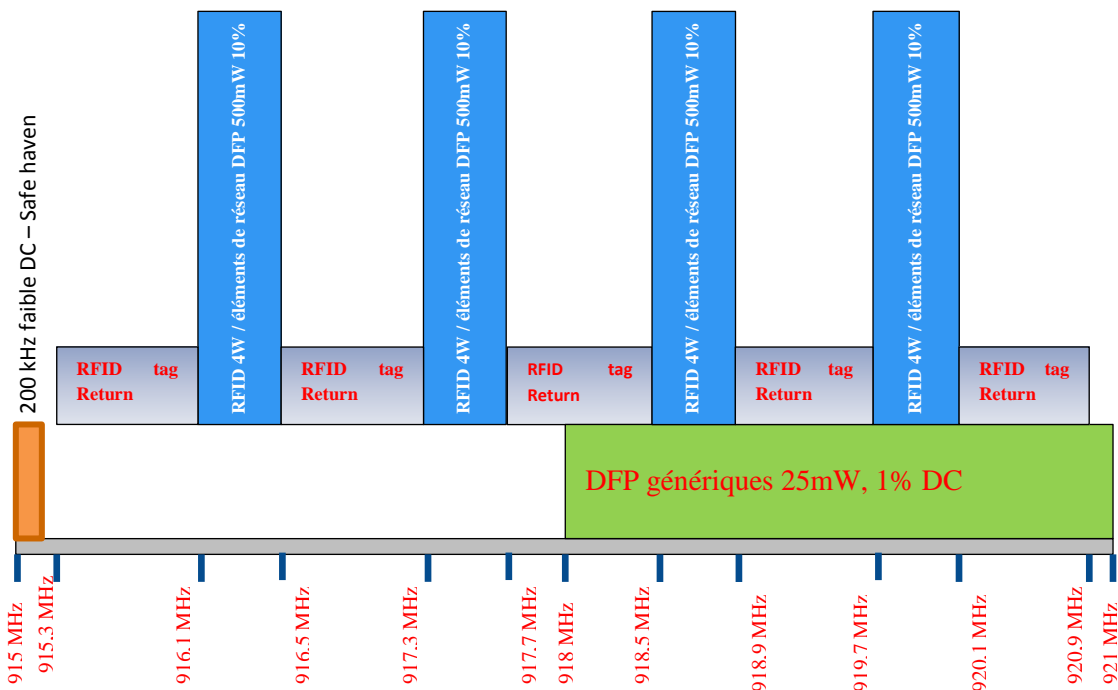 200 kHz faible DC – Safe haven
RFID 4W / éléments de réseau DFP 500mW 10%
RFID 4W / éléments de réseau DFP 500mW 10%
RFID 4W / éléments de réseau DFP 500mW 10%
RFID 4W / éléments de réseau DFP 500mW 10%
RFID tag
Return
RFID tag
Return
RFID tag
Return
RFID tag
Return
RFID tag
Return
DFP génériques 25mW, 1% DC
915 MHz
915.3 MHz
916.1 MHz
916.5 MHz
917.3 MHz
917.7 MHz
918 MHz
918.5 MHz
918.9 MHz
919.7 MHz
920.1 MHz
920.9 MHz
921 MHz